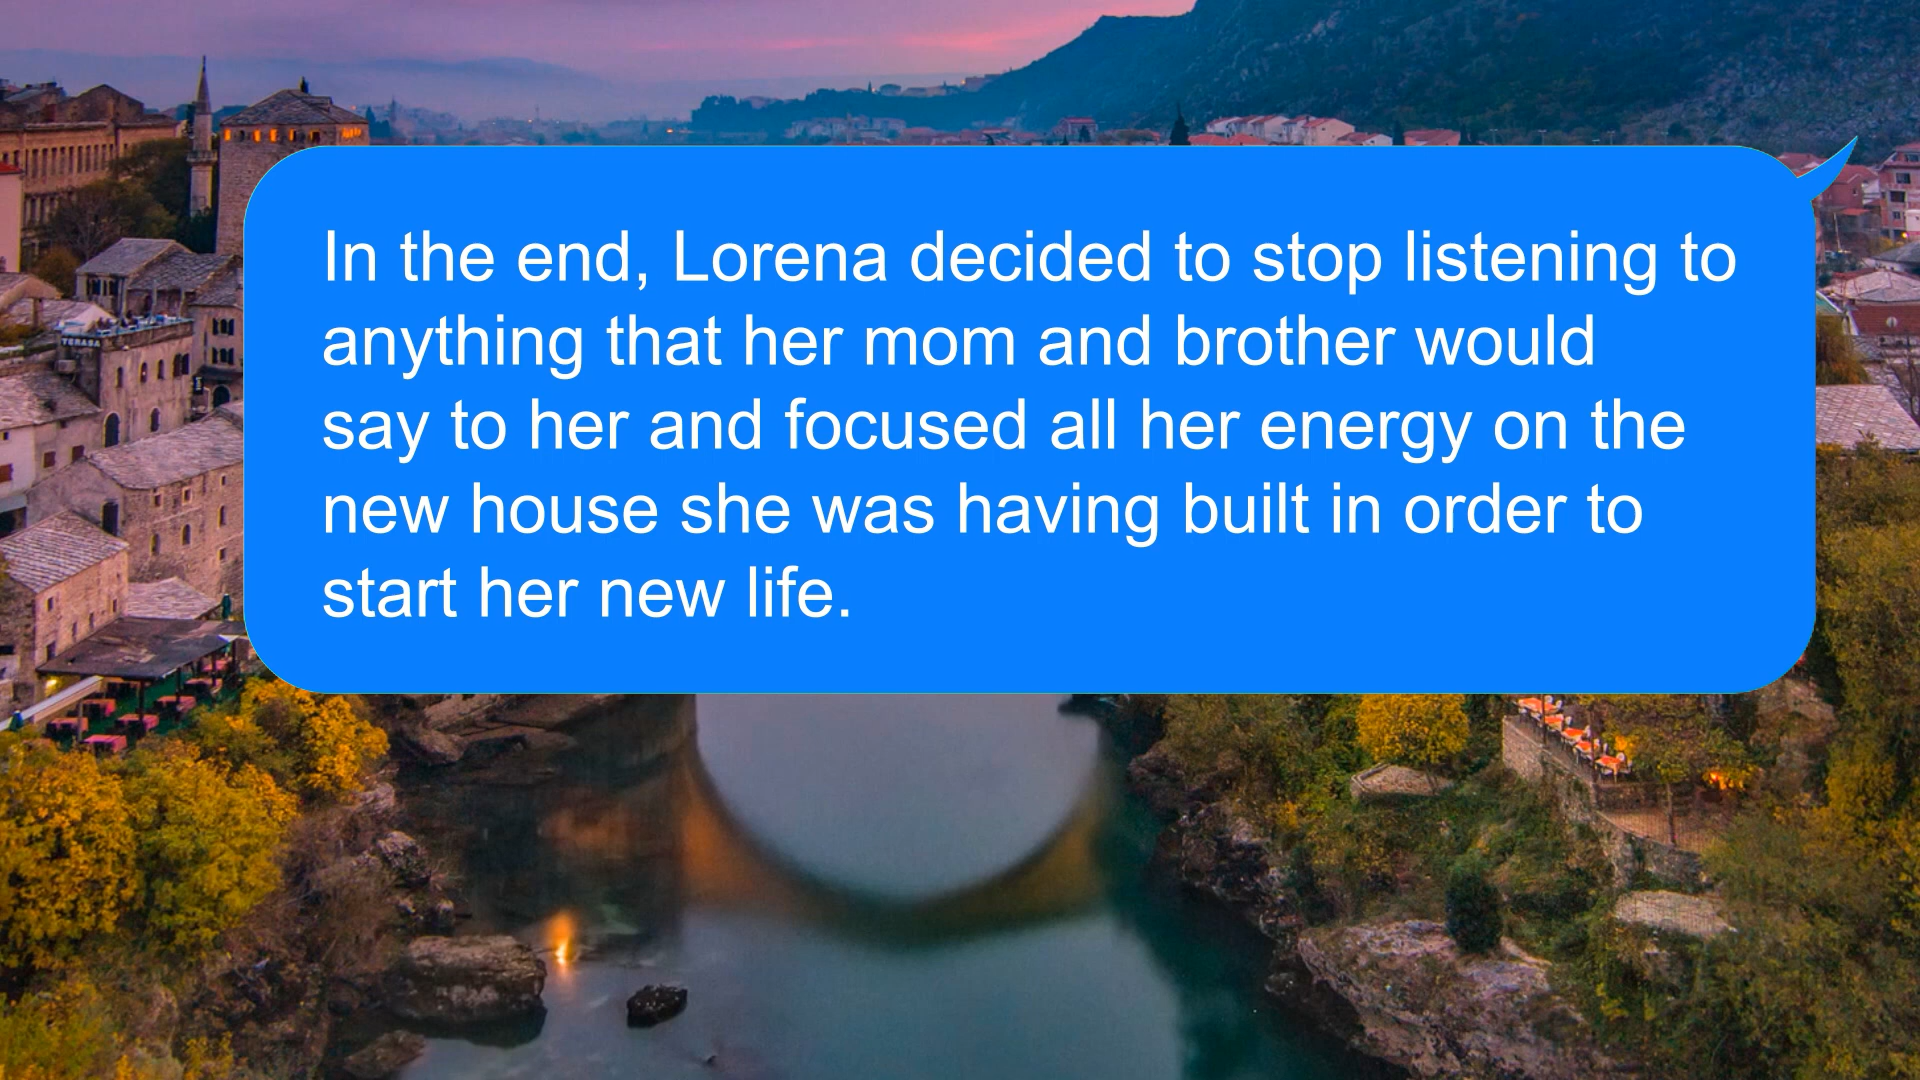 In the end, Lorena decided to stop listening to
anything that her mom and brother would
say to her and focused all her energy on the
new house she was having built in order to
start her new life.
TERASA